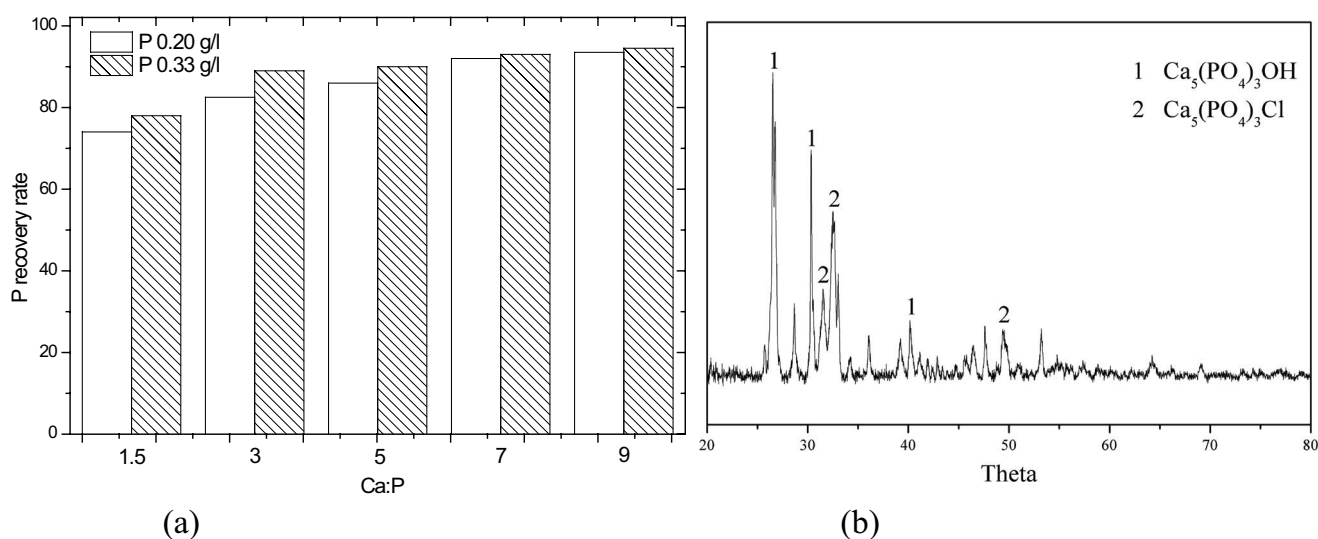 100
80
60
40
20
0
P recovery rate
P 0.20 g/l
P 0.33 g/l
1.5 3 5 7 9
Ca:P
(a)
1 Ca₅(PO₄)₃OH
2 Ca₅(PO₄)₃Cl
1
1
2
2
1
2
20 30 40 50 60 70 80
Theta
(b)